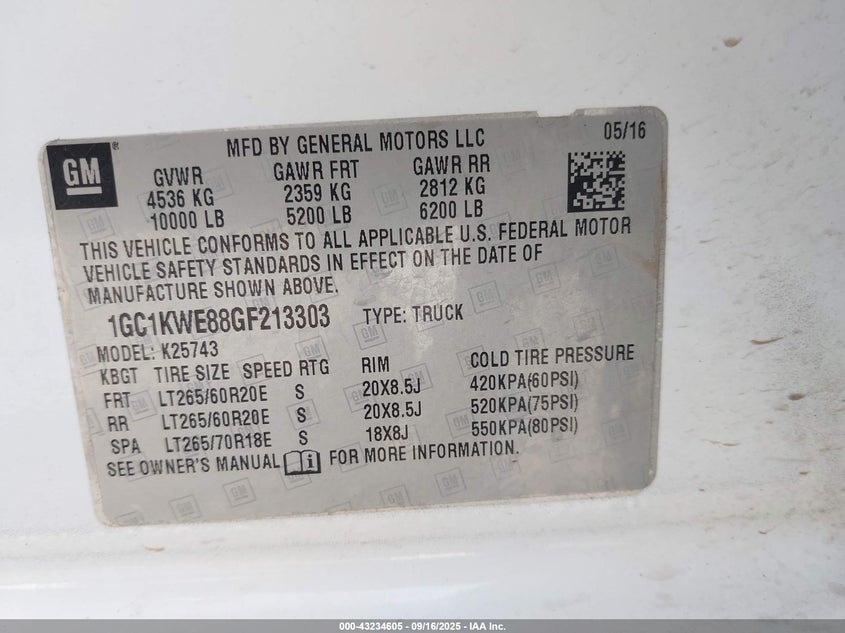 GM
MFD BY GENERAL MOTORS LLC 05/16
GVWR GAWR FRT GAWR RR
4536 KG 2359 KG 2812 KG
10000 LB 5200 LB 6200 LB
THIS VEHICLE CONFORMS TO ALL APPLICABLE U.S. FEDERAL MOTOR
VEHICLE SAFETY STANDARDS IN EFFECT ON THE DATE OF
MANUFACTURE SHOWN ABOVE.
1GC1KWE88GF213303 TYPE: TRUCK
MODEL: K25743
KBGT TIRE SIZE SPEED RTG RIM COLD TIRE PRESSURE
FRT LT265/60R20E S 20X8.5J 420KPA(60PSI)
RR LT265/60R20E S 20X8.5J 520KPA(75PSI)
SPA LT265/70R18E S 18X8J 550KPA(80PSI)
SEE OWNER'S MANUAL FOR MORE INFORMATION.
000-43234605 - 09/16/2025 - IAA Inc.